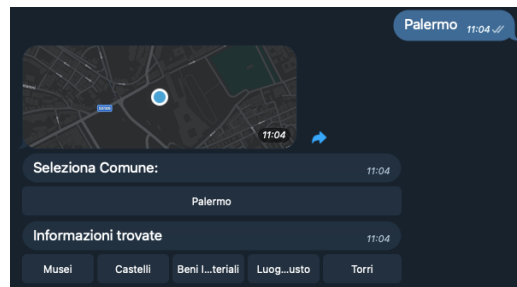 Palermo 11:04
11:04
Seleziona Comune: 11:04
Palermo
Informazioni trovate 11:04
Musei Castelli Beni I...teriali Luog...usto Torri